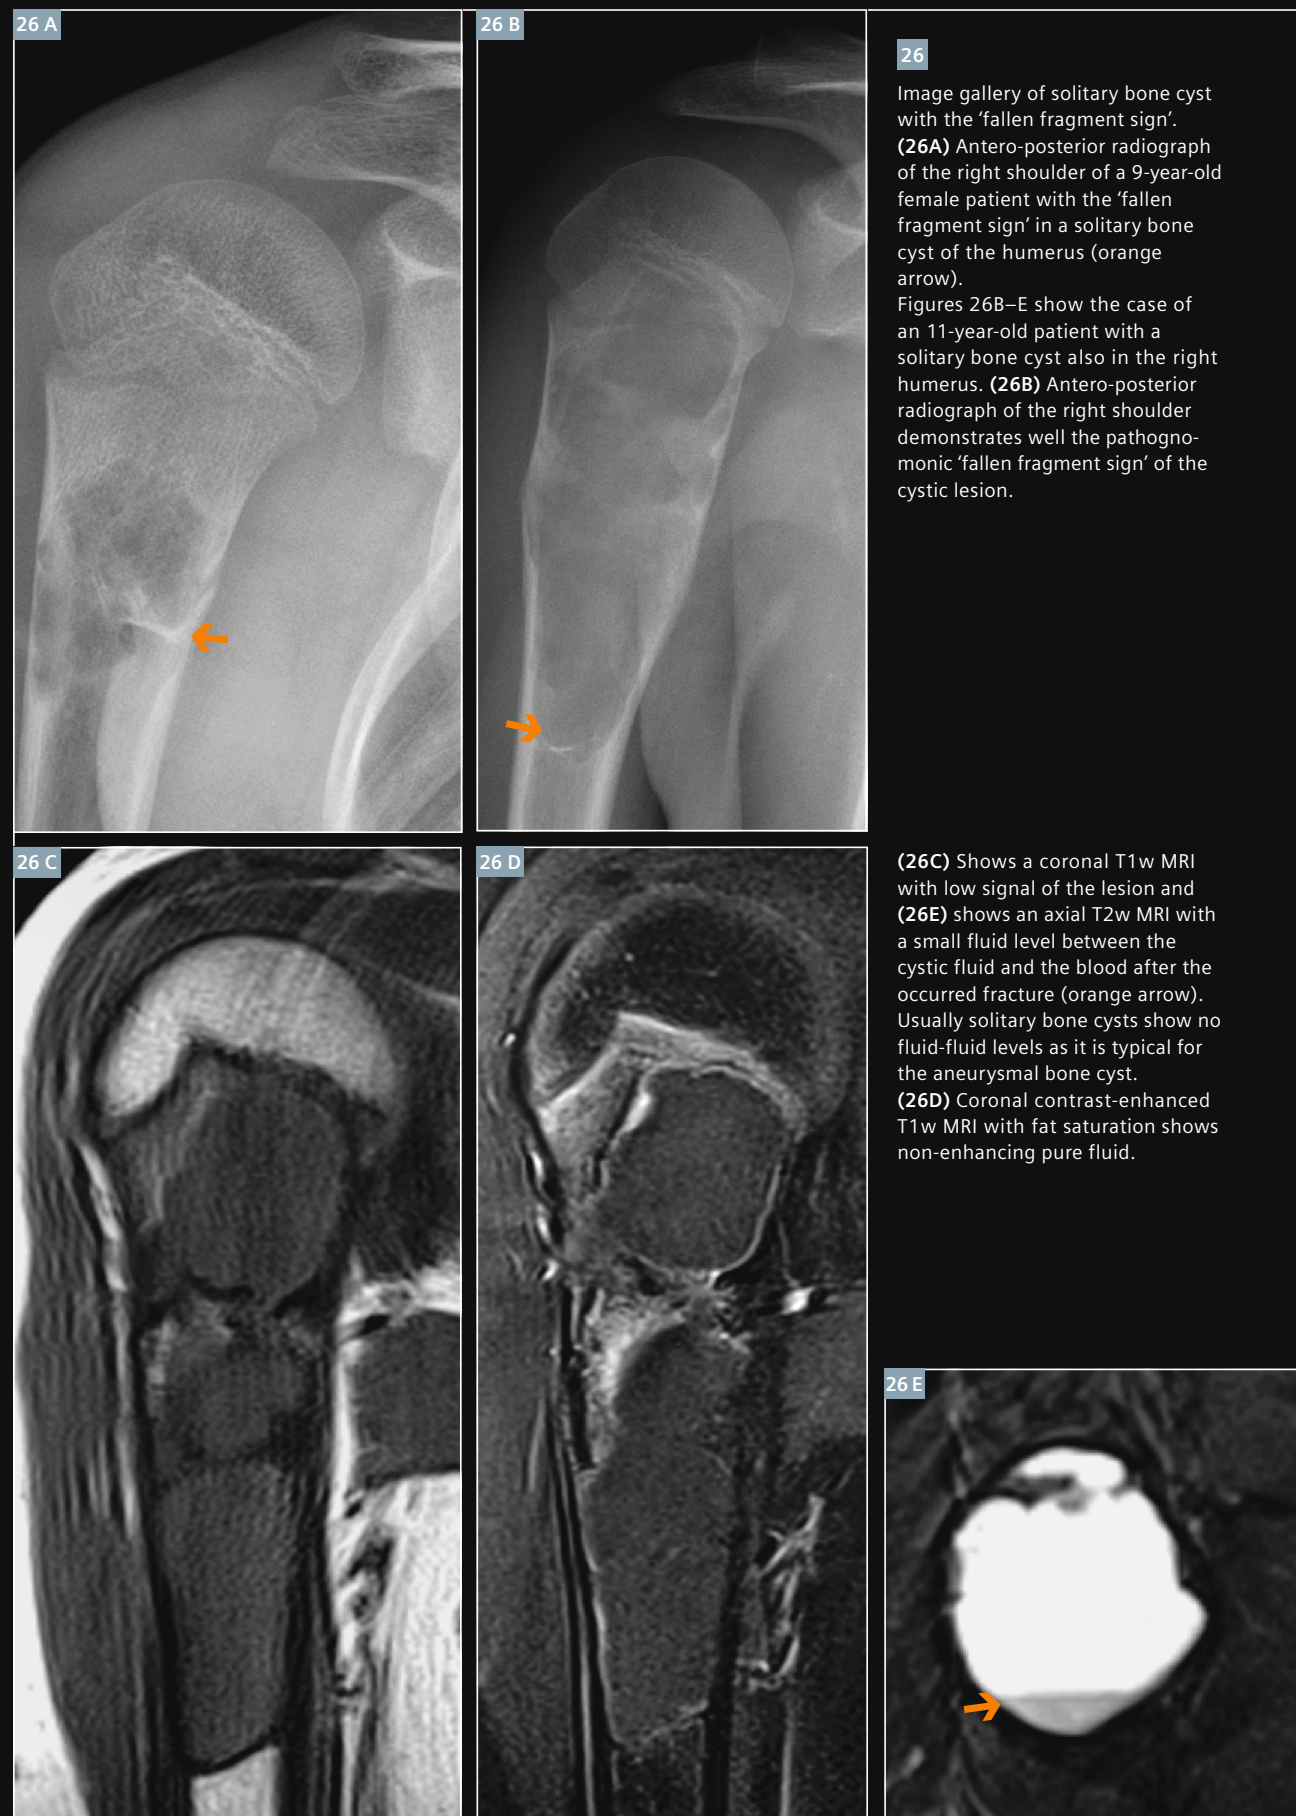 26 A
26 B
26
Image gallery of solitary bone cyst
with the ‘fallen fragment sign’.
(26A) Antero-posterior radiograph
of the right shoulder of a 9-year-old
female patient with the ‘fallen
fragment sign’ in a solitary bone
cyst of the humerus (orange
arrow).
Figures 26B–E show the case of
an 11-year-old patient with a
solitary bone cyst also in the right
humerus. (26B) Antero-posterior
radiograph of the right shoulder
demonstrates well the pathogno-
monic ‘fallen fragment sign’ of the
cystic lesion.
26 C
26 D
(26C) Shows a coronal T1w MRI
with low signal of the lesion and
(26E) shows an axial T2w MRI with
a small fluid level between the
cystic fluid and the blood after the
occurred fracture (orange arrow).
Usually solitary bone cysts show no
fluid-fluid levels as it is typical for
the aneurysmal bone cyst.
(26D) Coronal contrast-enhanced
T1w MRI with fat saturation shows
non-enhancing pure fluid.
26 E